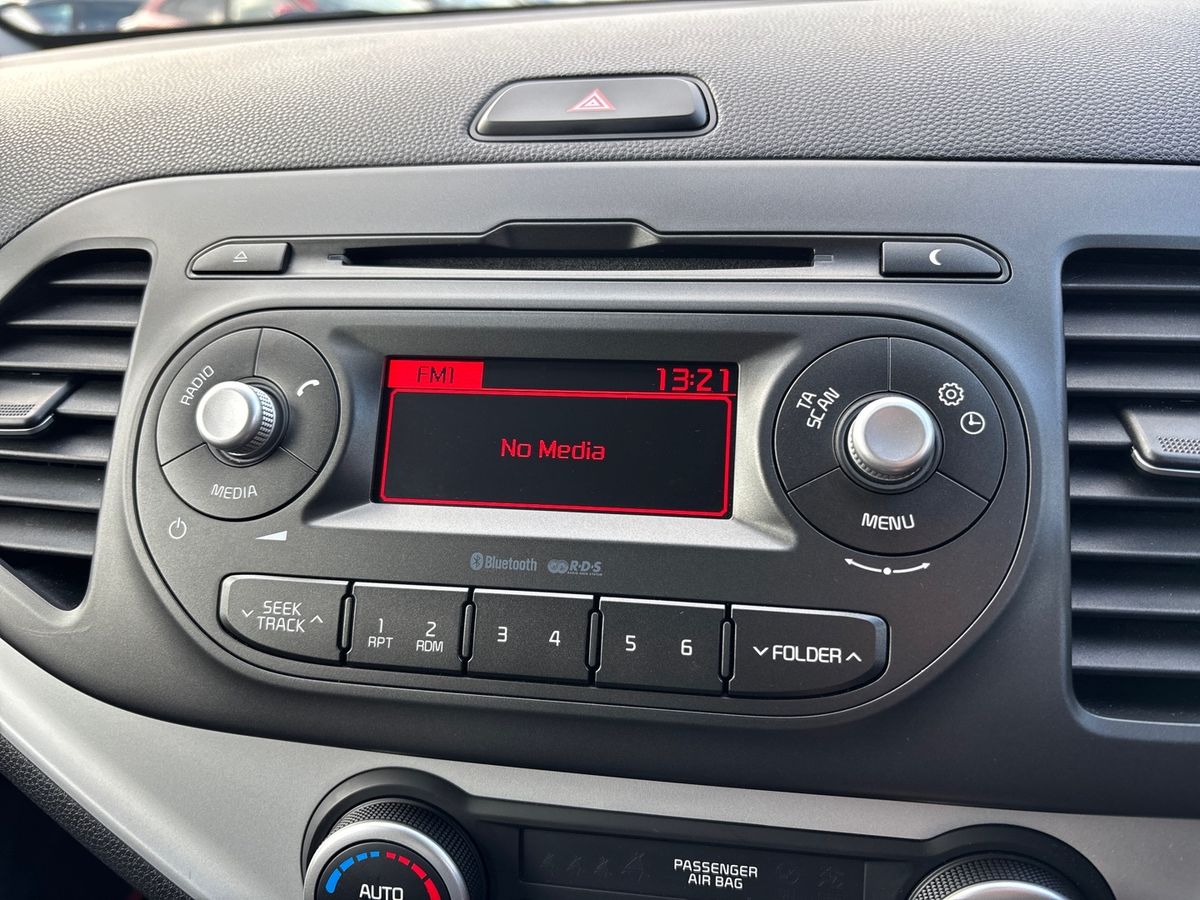 FM1
13:21
No Media
RADIO
MEDIA
TA
SCAN
MENU
Bluetooth
R·D·S
SEEK
TRACK
1
RPT
2
RDM
3
4
5
6
FOLDER
AUTO
PASSENGER
AIR BAG